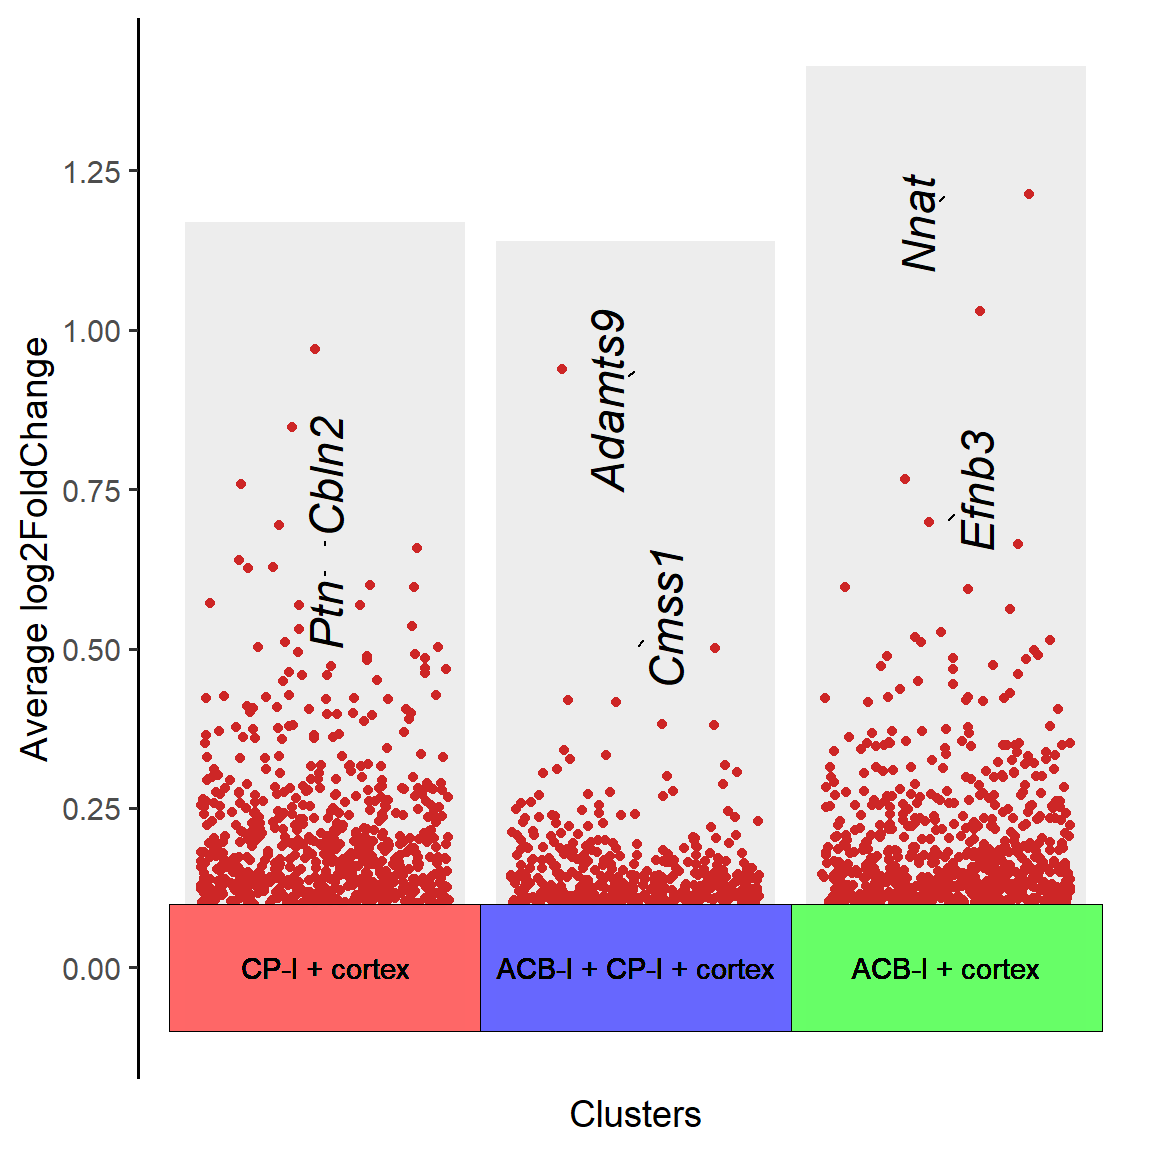 Average log2FoldChange
1.25
1.00
0.75
0.50
0.25
0.00
Cbln2
Ptn
Adamts9
Cmss1
Nnat
Efnb3
CP-I + cortex
ACB-I + CP-I + cortex
ACB-I + cortex
Clusters